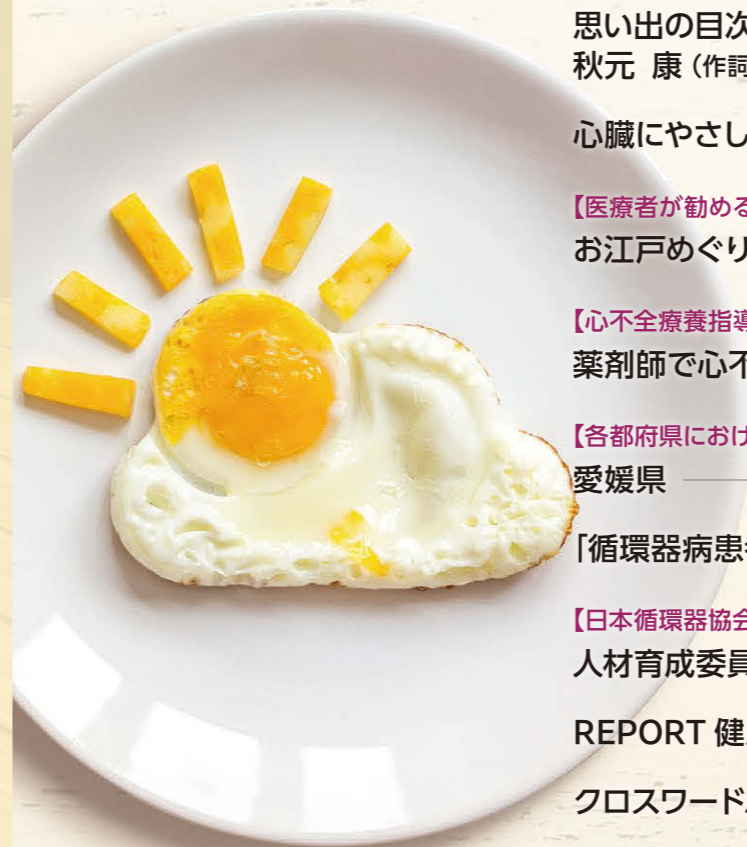 思い出の目次
秋元 康（作詞
心臓にやさし
【医療者が勧める
お江戸めぐり
【心不全療養指導
薬剤師で心不
【各都府県におけ
愛媛県
「循環器病患
【日本循環器協会
人材育成委員
REPORT 健
クロスワード